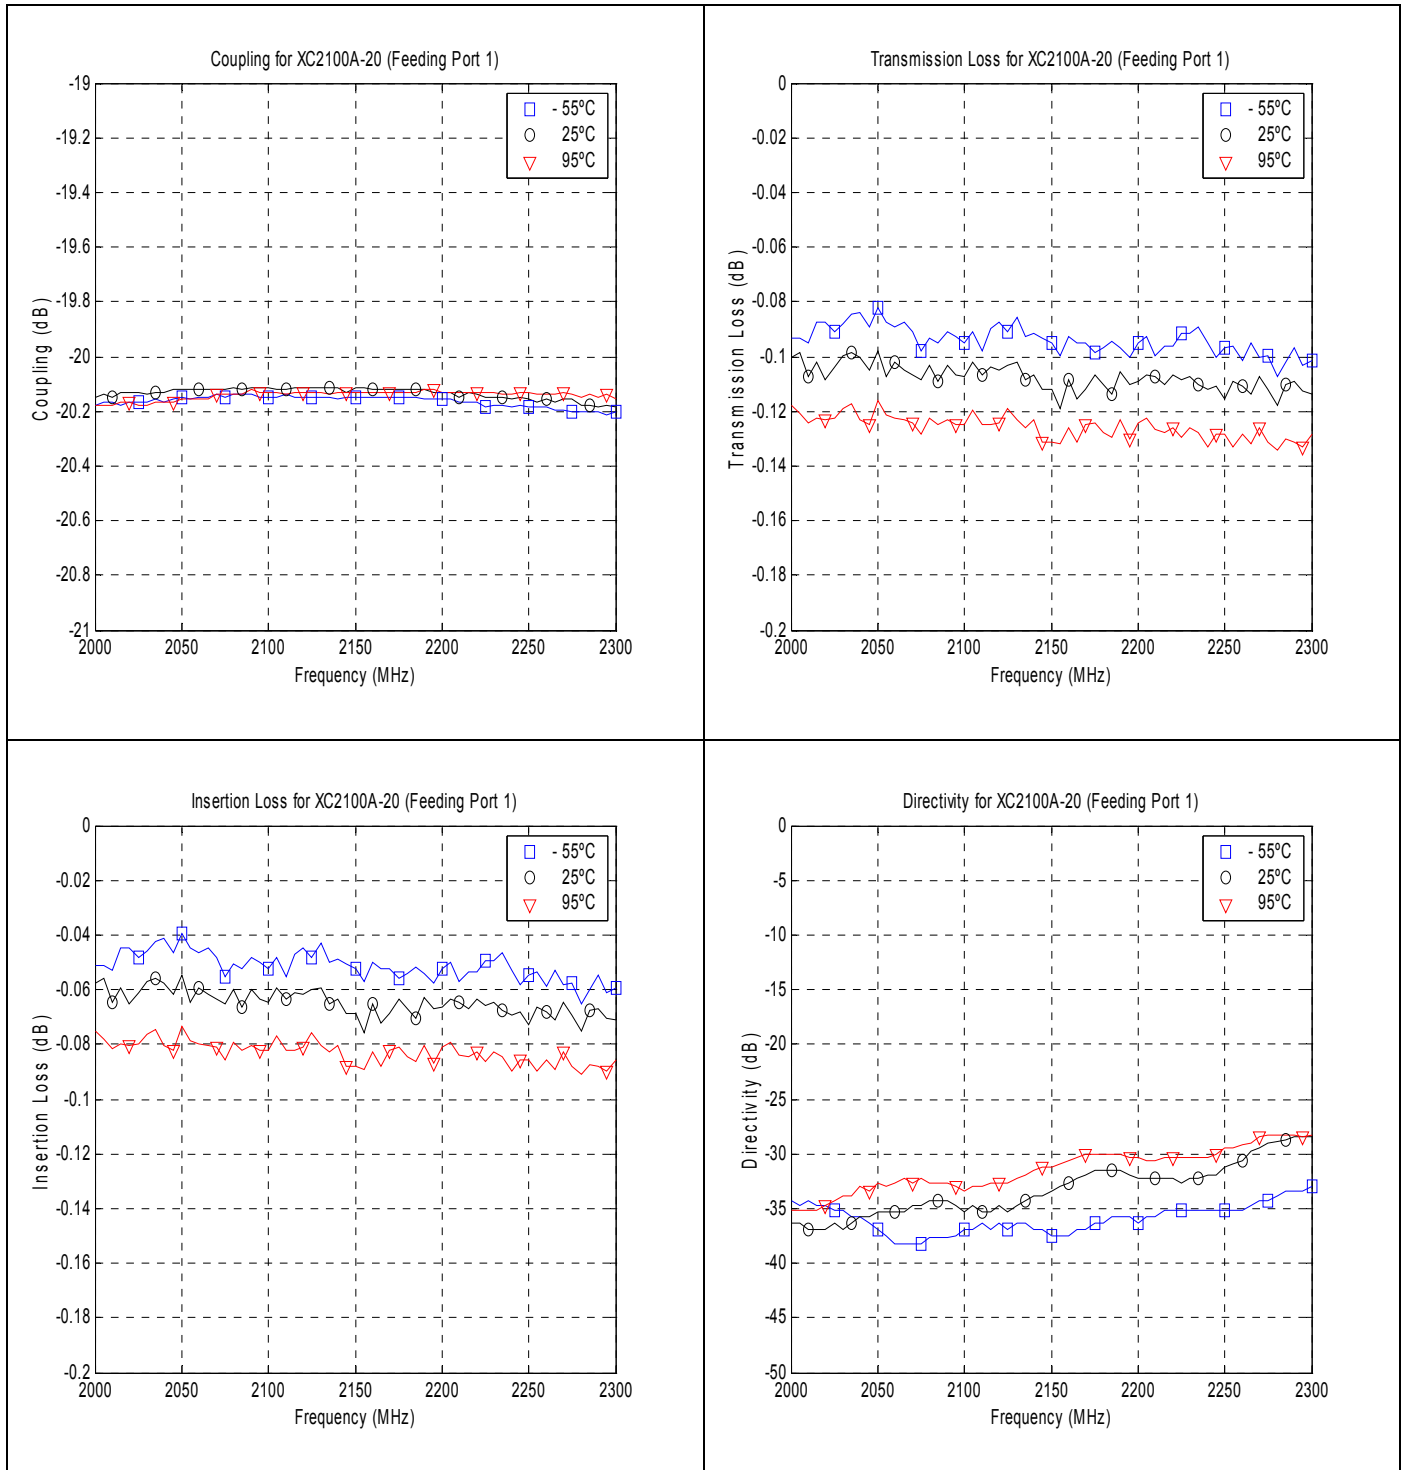 Coupling for XC2100A-20 (Feeding Port 1)
-19
-19.2
-19.4
-19.6
-19.8
-20
-20.2
-20.4
-20.6
-20.8
-21
Coupling (dB)
2000 2050 2100 2150 2200 2250 2300
Frequency (MHz)
- 55ºC
25ºC
95ºC
Transmission Loss for XC2100A-20 (Feeding Port 1)
0
-0.02
-0.04
-0.06
-0.08
-0.1
-0.12
-0.14
-0.16
-0.18
-0.2
Transmission Loss (dB)
2000 2050 2100 2150 2200 2250 2300
Frequency (MHz)
- 55ºC
25ºC
95ºC
Insertion Loss for XC2100A-20 (Feeding Port 1)
0
-0.02
-0.04
-0.06
-0.08
-0.1
-0.12
-0.14
-0.16
-0.18
-0.2
Insertion Loss (dB)
2000 2050 2100 2150 2200 2250 2300
Frequency (MHz)
- 55ºC
25ºC
95ºC
Directivity for XC2100A-20 (Feeding Port 1)
0
-5
-10
-15
-20
-25
-30
-35
-40
-45
-50
Directivity (dB)
2000 2050 2100 2150 2200 2250 2300
Frequency (MHz)
- 55ºC
25ºC
95ºC